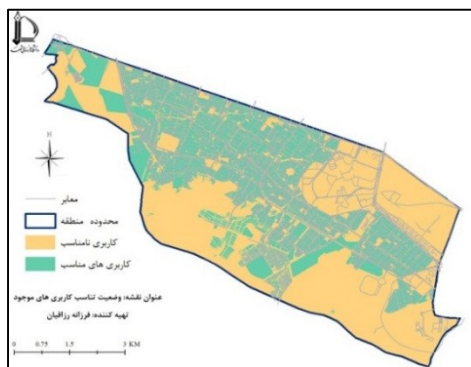 N
معابر
محدوده منطقه
کاربری نامناسب
کاربری های مناسب
عنوان نقشه: وضعیت تناسب کاربری های موجود
تهیه کننده: فرزانه رزاقیان
0 0.75 1.5 3 KM